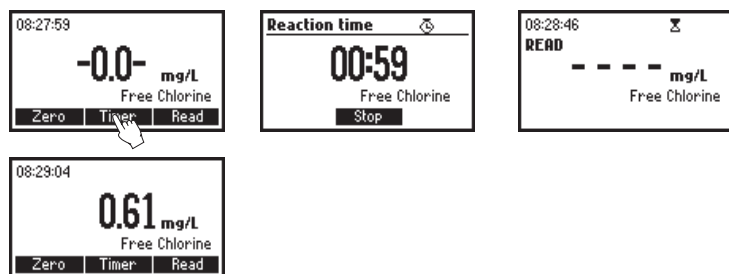 08:27:59
-0.0- mg/L
Free Chlorine
Zero Timer Read
Reaction time
00:59
Free Chlorine
Stop
08:28:46
READ
- - - - mg/L
Free Chlorine
08:29:04
0.61 mg/L
Free Chlorine
Zero Timer Read